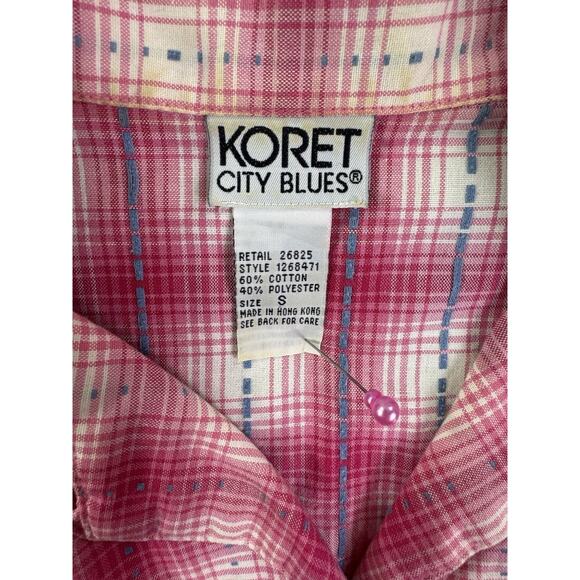 KORET
CITY BLUES®
RETAIL 26825
STYLE 1268471
60% COTTON
40% POLYESTER
SIZE S
MADE IN HONG KONG
SEE BACK FOR CARE